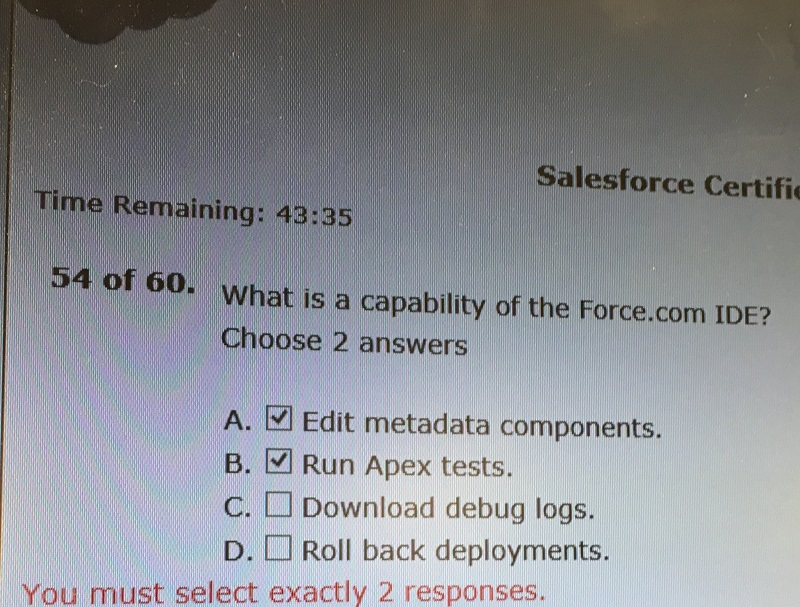 Salesforce
Time Remaining: 43:35
54 of 60.
What is a capability of the Force.com IDE?
Choose 2 answers
A. Edit metadata components.
B. Run Apex tests.
C. Download debug logs.
D. Roll back deployments.
You must select exactly 2 responses.